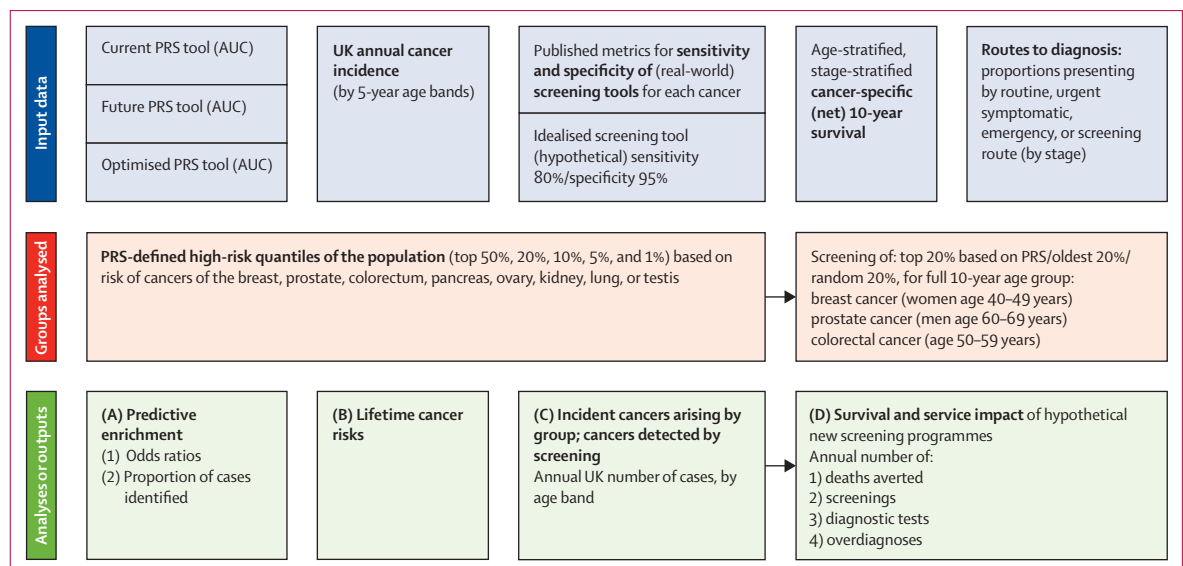 Input data
Current PRS tool (AUC)
Future PRS tool (AUC)
Optimised PRS tool (AUC)
UK annual cancer
incidence
(by 5-year age bands)
Published metrics for sensitivity
and specificity of (real-world)
screening tools for each cancer
Idealised screening tool
(hypothetical) sensitivity
80%/specificity 95%
Age-stratified,
stage-stratified
cancer-specific
(net) 10-year
survival
Routes to diagnosis:
proportions presenting
by routine, urgent
symptomatic,
emergency, or screening
route (by stage)
Groups analysed
PRS-defined high-risk quantiles of the population (top 50%, 20%, 10%, 5%, and 1%) based on
risk of cancers of the breast, prostate, colorectum, pancreas, ovary, kidney, lung, or testis
Screening of: top 20% based on PRS/oldest 20%/
random 20%, for full 10-year age group:
breast cancer (women age 40–49 years)
prostate cancer (men age 60–69 years)
colorectal cancer (age 50–59 years)
Analyses or outputs
(A) Predictive
enrichment
(1) Odds ratios
(2) Proportion of cases
identified
(B) Lifetime cancer
risks
(C) Incident cancers arising by
group; cancers detected by
screening
Annual UK number of cases, by
age band
(D) Survival and service impact of hypothetical
new screening programmes
Annual number of:
1) deaths averted
2) screenings
3) diagnostic tests
4) overdiagnoses